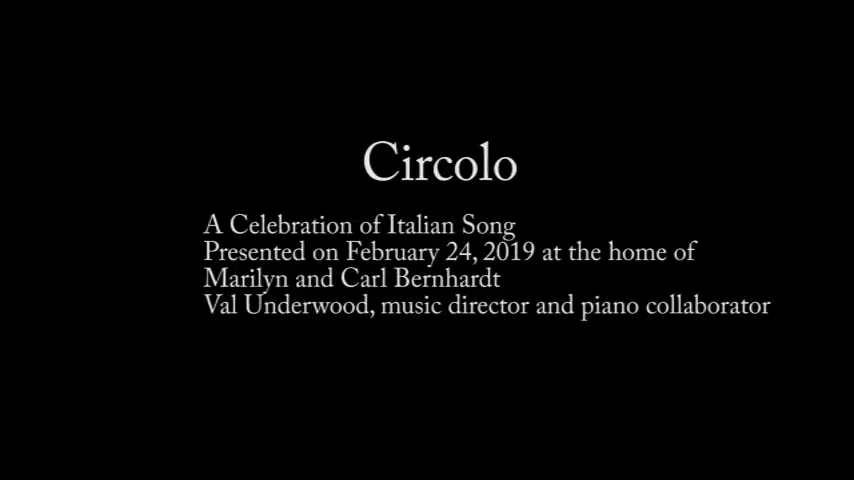 Circolo
A Celebration of Italian Song
Presented on February 24, 2019 at the home of
Marilyn and Carl Bernhardt
Val Underwood, music director and piano collaborator